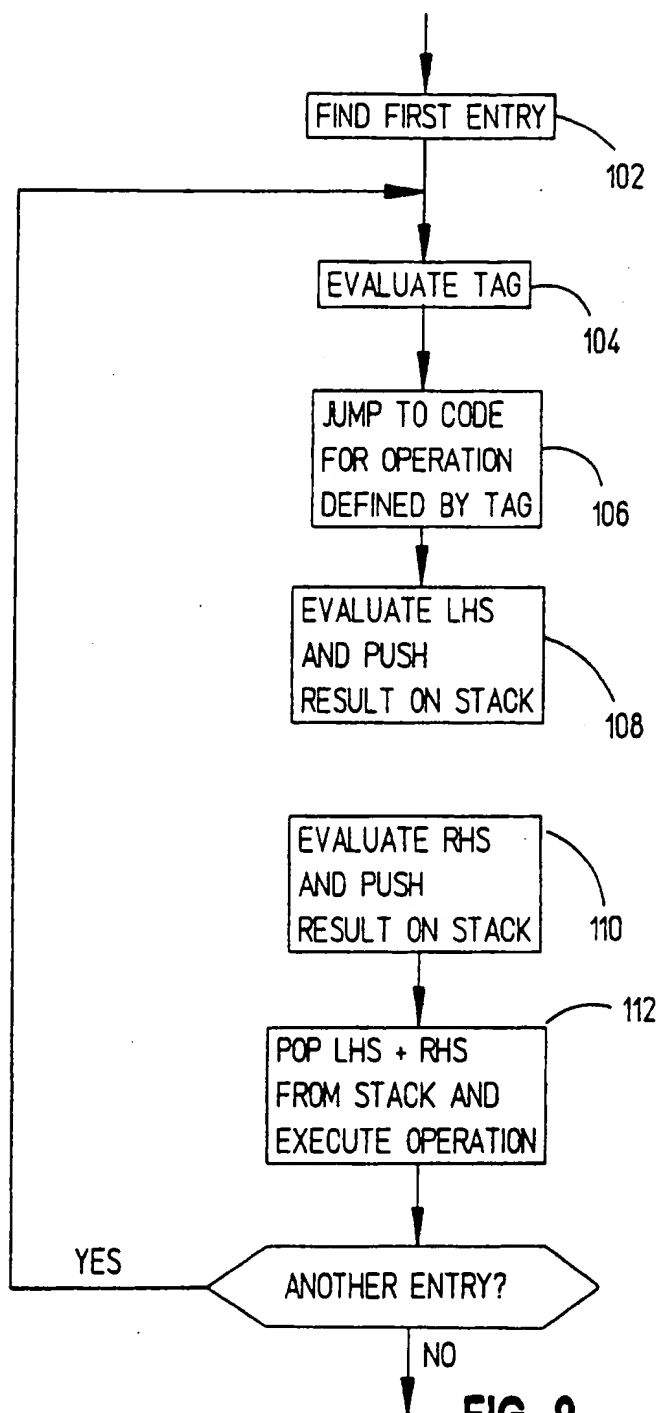 FIND FIRST ENTRY
102
EVALUATE TAG
104
JUMP TO CODE
FOR OPERATION
DEFINED BY TAG
106
EVALUATE LHS
AND PUSH
RESULT ON STACK
108
EVALUATE RHS
AND PUSH
RESULT ON STACK
110
112
POP LHS + RHS
FROM STACK AND
EXECUTE OPERATION
YES
ANOTHER ENTRY?
NO
FIG.